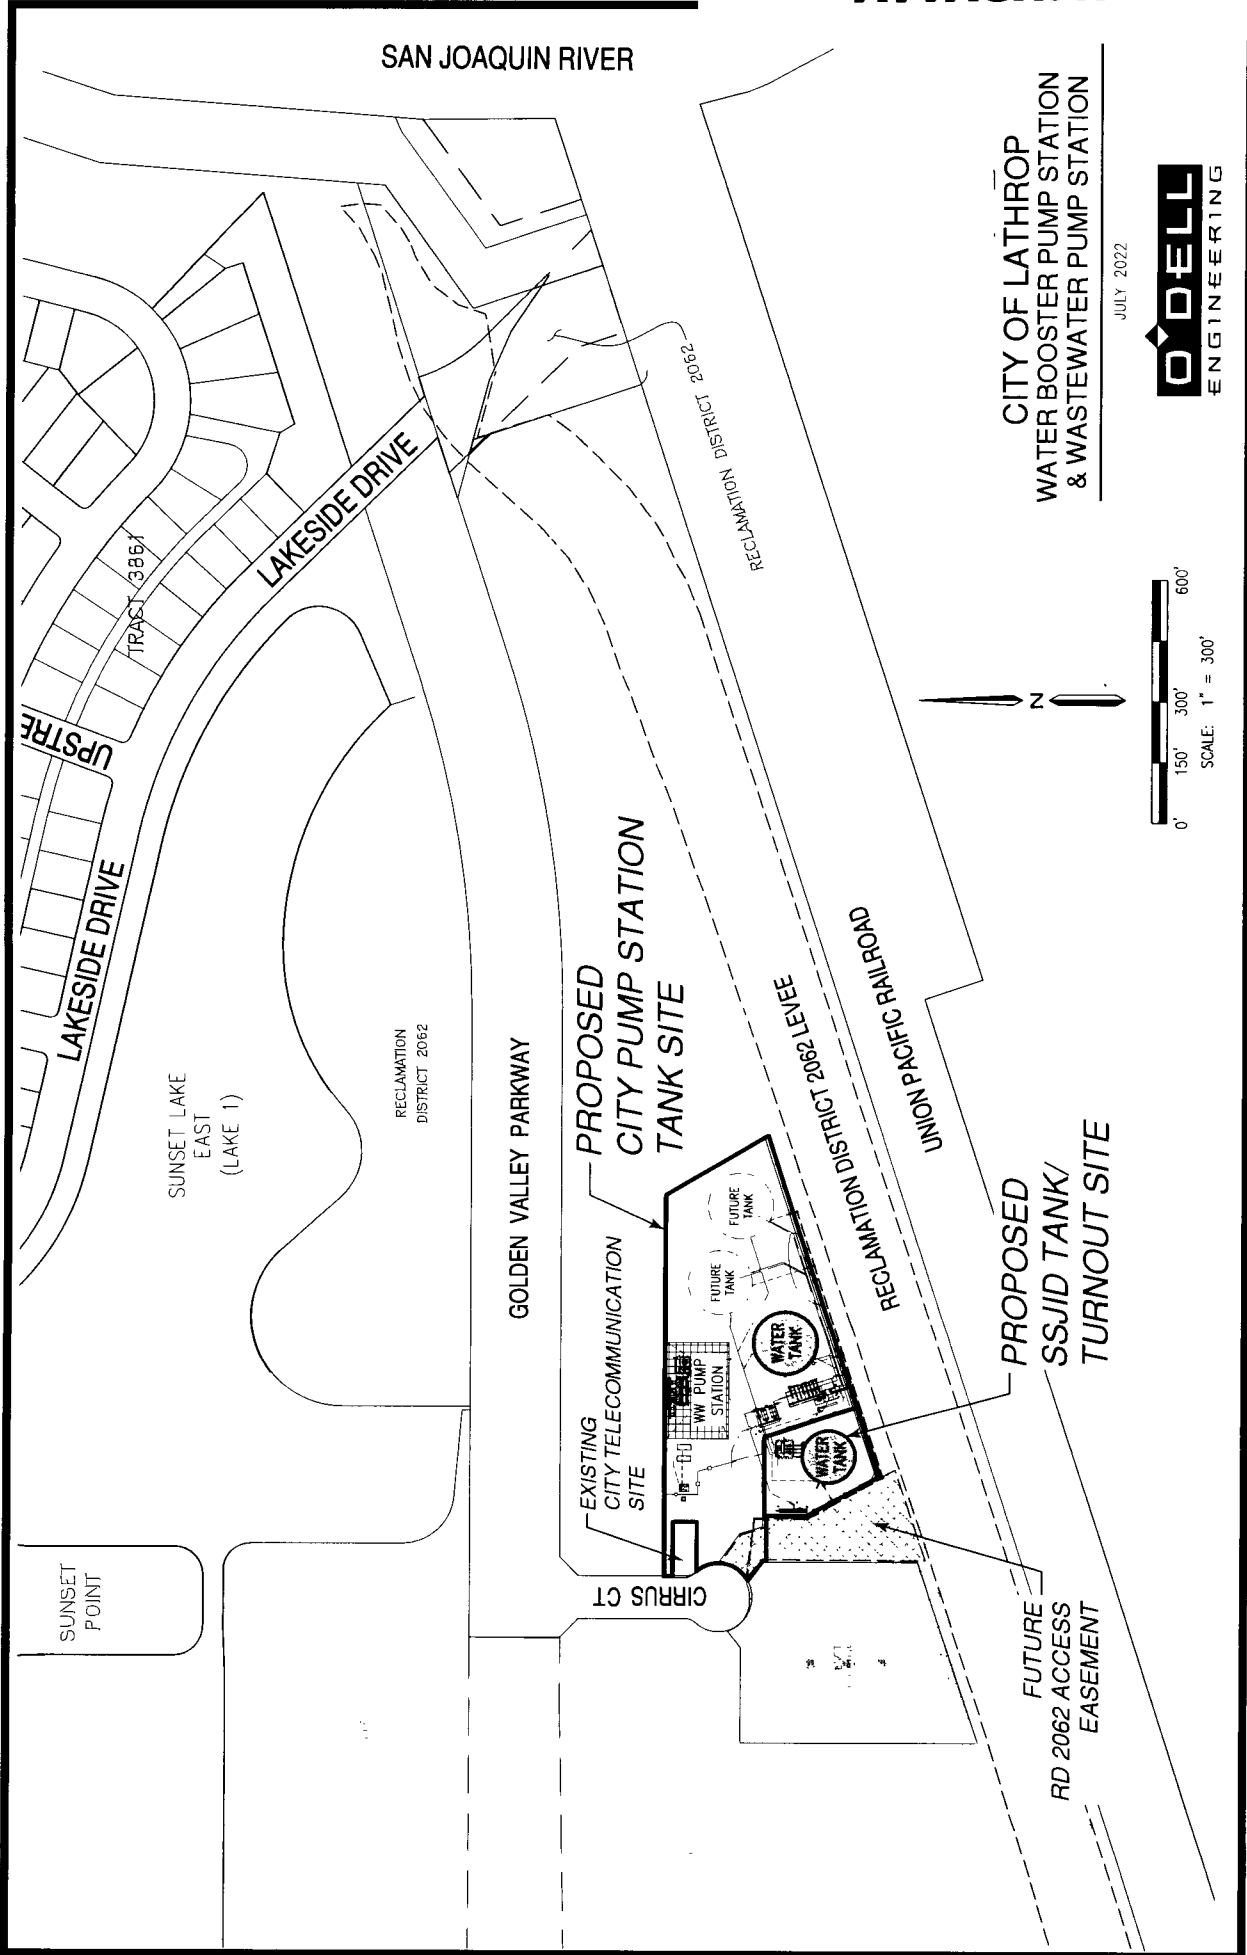 SAN JOAQUIN RIVER
TRACT 3861
LAKESIDE DRIVE
UPSTRE
LAKESIDE DRIVE
SUNSET LAKE
EAST
(LAKE 1)
RECLAMATION
DISTRICT 2062
GOLDEN VALLEY PARKWAY
SUNSET
POINT
PROPOSED
CITY PUMP STATION
TANK SITE
EXISTING
CITY TELECOMMUNICATION
SITE
CIRRUS CT
WW PUMP
STATION
FUTURE
TANK
FUTURE
TANK
WATER
TANK
WATER
TANK
RECLAMATION DISTRICT 2062
RECLAMATION DISTRICT 2062 LEVEE
UNION PACIFIC RAILROAD
PROPOSED
SSJID TANK/
TURNOUT SITE
FUTURE
RD 2062 ACCESS
EASEMENT
N
0' 150' 300' 600'
SCALE: 1" = 300'
CITY OF LATHROP
WATER BOOSTER PUMP STATION
& WASTEWATER PUMP STATION
JULY 2022
O'DELL
ENGINEERING